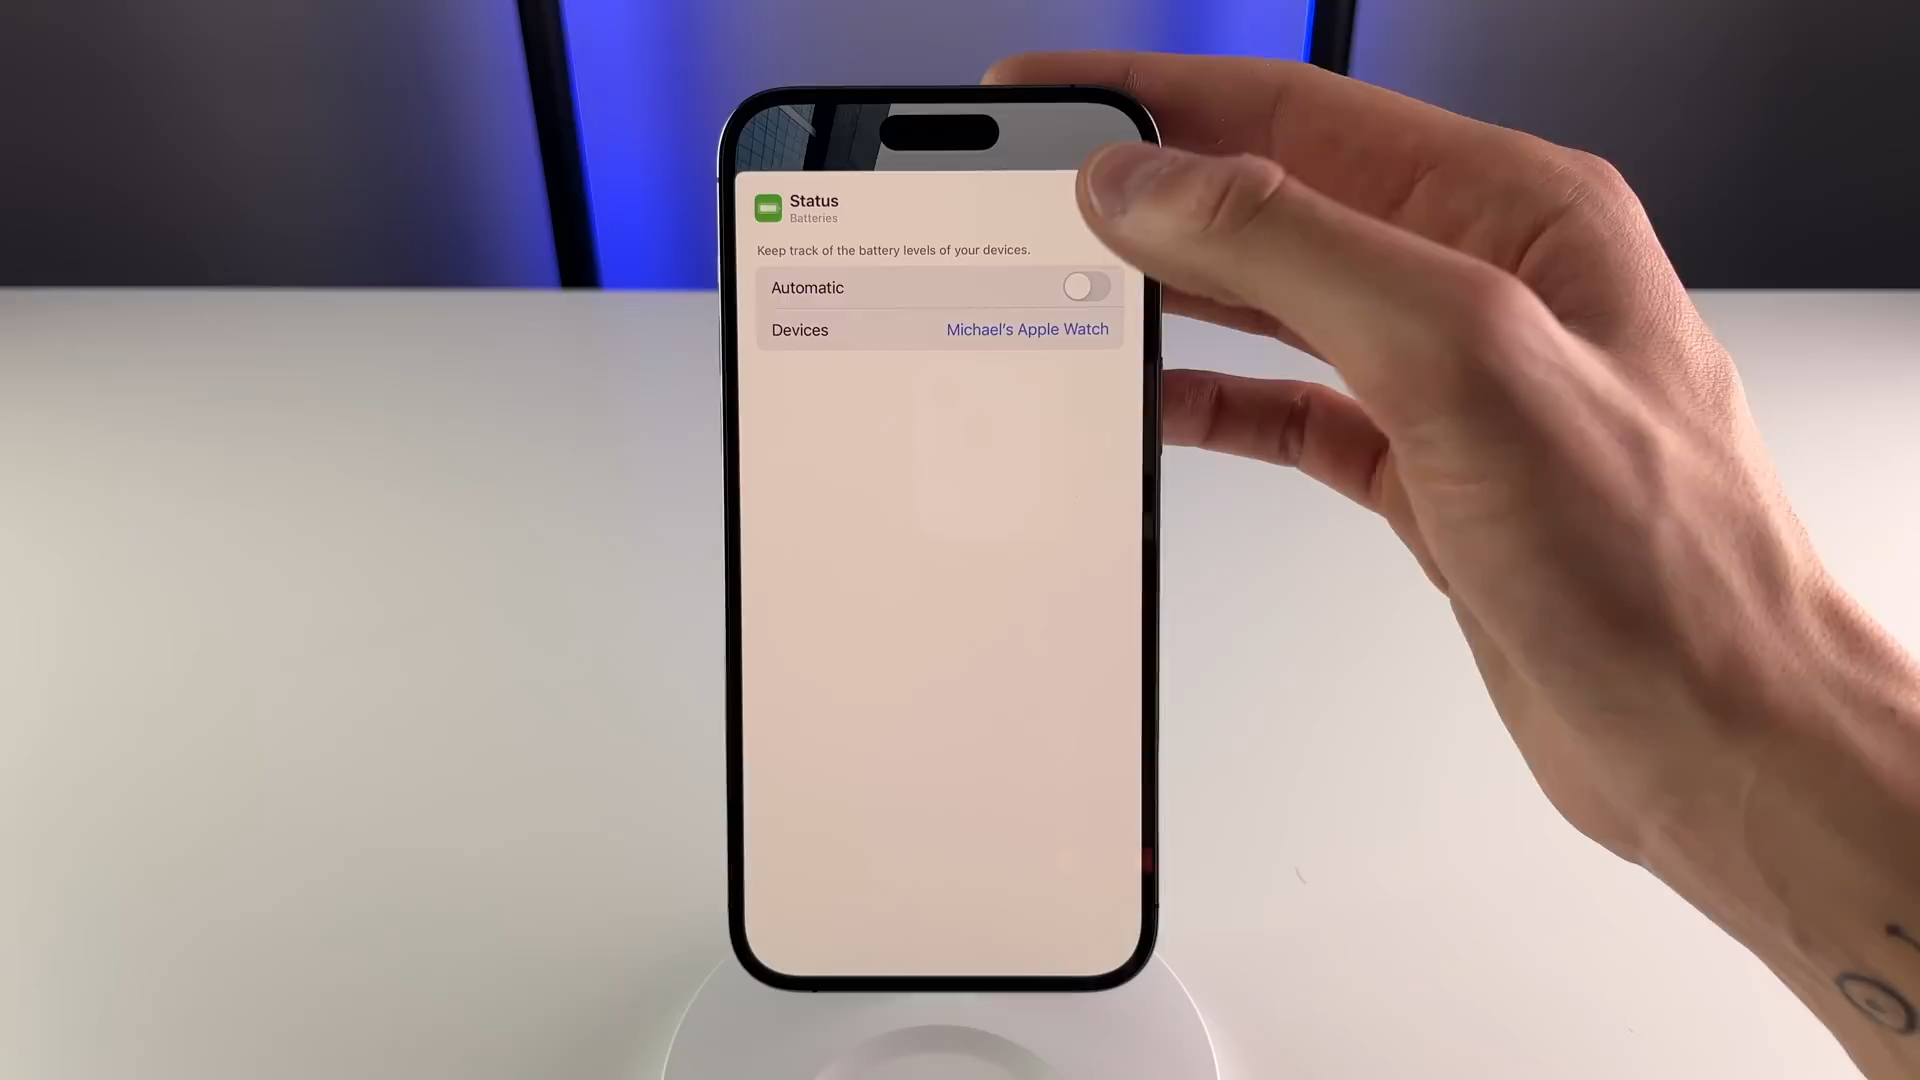 Status
Batteries
Keep track of the battery levels of your devices.
Automatic
Devices Michael's Apple Watch